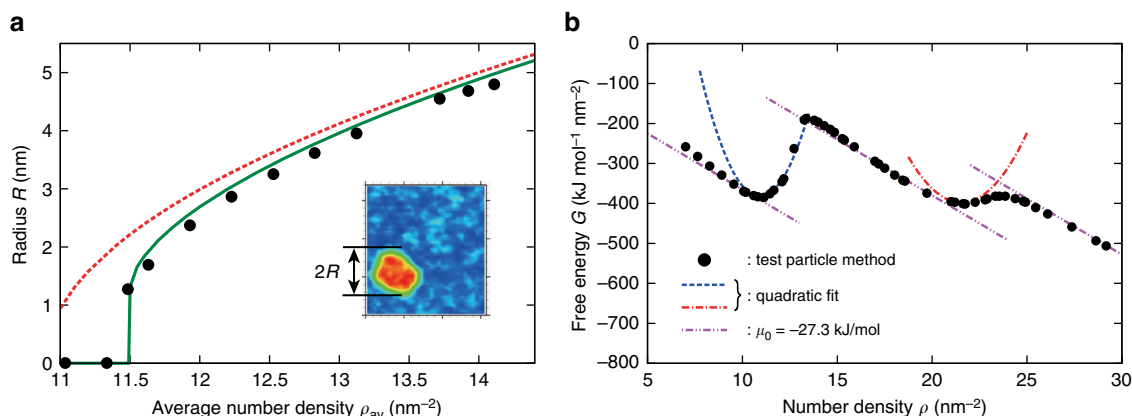 a
5
4
3
2
1
0
11
11.5
12
12.5
13
13.5
14
Radius R (nm)
Average number density ρav (nm⁻²)
2R
b
0
−100
−200
−300
−400
−500
−600
−700
−800
5
10
15
20
25
30
Free energy G (kJ mol⁻¹ nm⁻²)
Number density ρ (nm⁻²)
: test particle method
: quadratic fit
: μ₀ = −27.3 kJ/mol